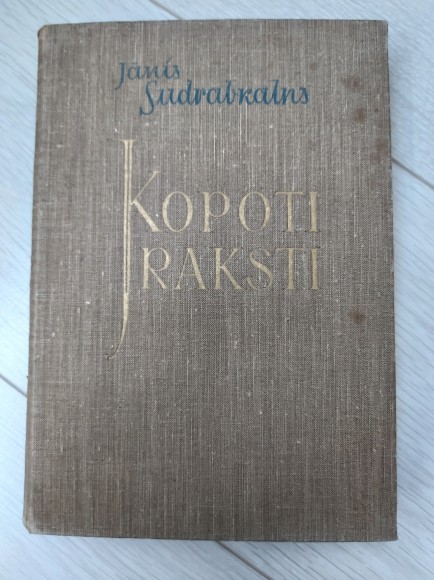 Jānis
Sudrabkalns
KOPOTI
RAKSTI